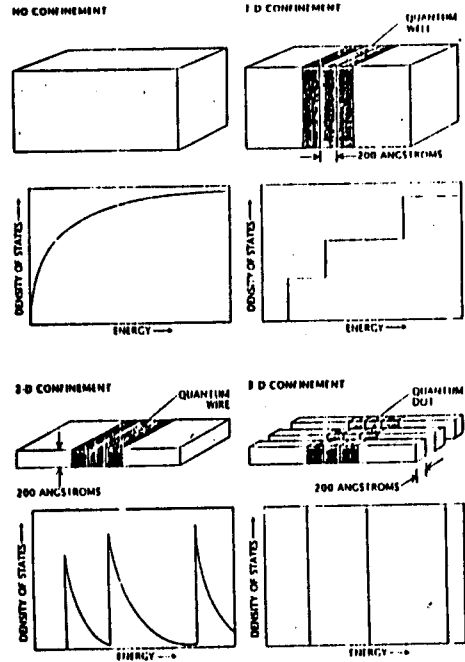 NO CONFINEMENT
1 D CONFINEMENT
QUANTUM
WELL
200 ANGSTROMS
DENSITY OF STATES
ENERGY
DENSITY OF STATES
ENERGY
2-D CONFINEMENT
QUANTUM
WIRE
200 ANGSTROMS
3 D CONFINEMENT
QUANTUM
DOT
200 ANGSTROMS
DENSITY OF STATES
ENERGY
DENSITY OF STATES
ENERGY